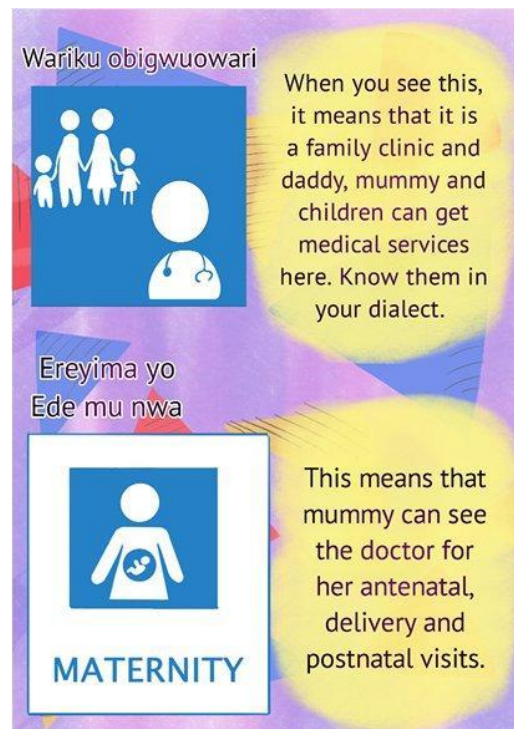 Wariku obigwuowari
When you see this,
it means that it is
a family clinic and
daddy, mummy and
children can get
medical services
here. Know them in
your dialect.
Ereyima yo
Ede mu nwa
MATERNITY
This means that
mummy can see
the doctor for
her antenatal,
delivery and
postnatal visits.